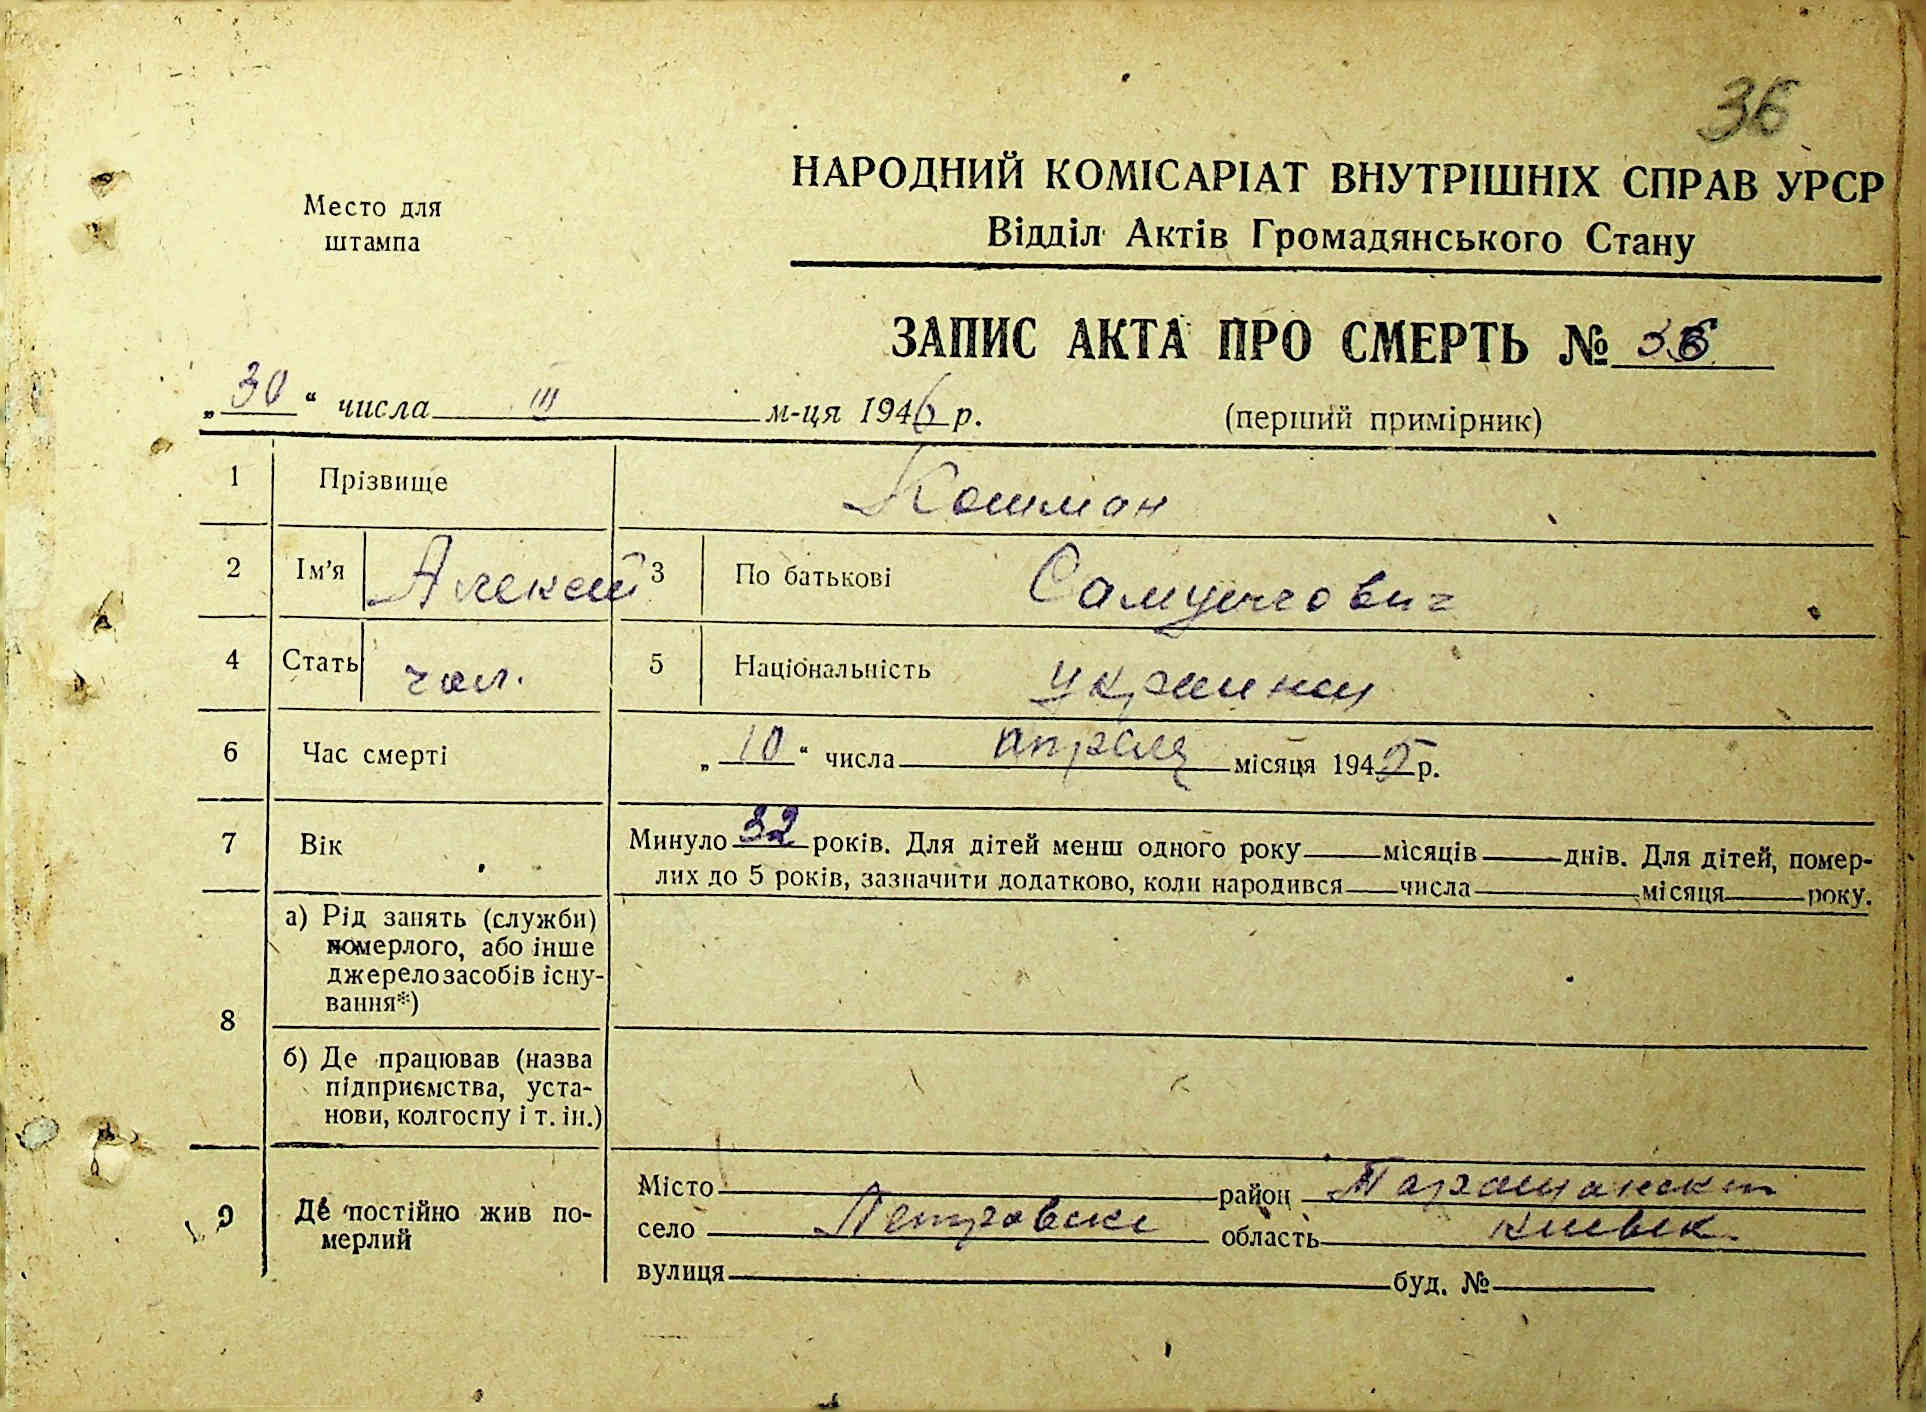 36
НАРОДНИЙ КОМІСАРІАТ ВНУТРІШНІХ СПРАВ УРСР
Відділ Актів Громадянського Стану
Место для
штампа
ЗАПИС АКТА ПРО СМЕРТЬ № 36
„30“ числа III м-ця 1946 р.
(перший примірник)
1 Прізвище Кошман
2 Ім'я Алексей 3 По батькові Самуилович
4 Стать чол. 5 Національність
6 Час смерті „10“ числа апреля місяця 1945 р.
7 Вік Минуло 32 років. Для дітей менш одного року місяців днів. Для дітей, помер-
лих до 5 років, зазначити додатково, коли народився числа місяця року.
8 а) Рід занять (служби)
померлого, або інше
джерело засобів існу-
вання*)
б) Де працював (назва
підприємства, уста-
нови, колгоспу і т. ін.)
9 Де постійно жив по-
мерлий
Місто район Таращанский
село область Киевск.
вулиця буд. №